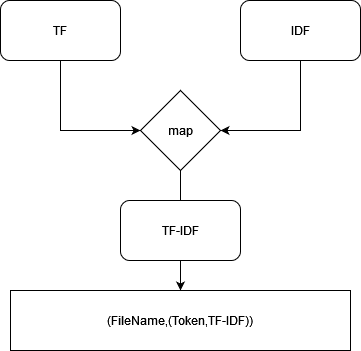 TF
IDF
map
TF-IDF
(FileName,(Token,TF-IDF))